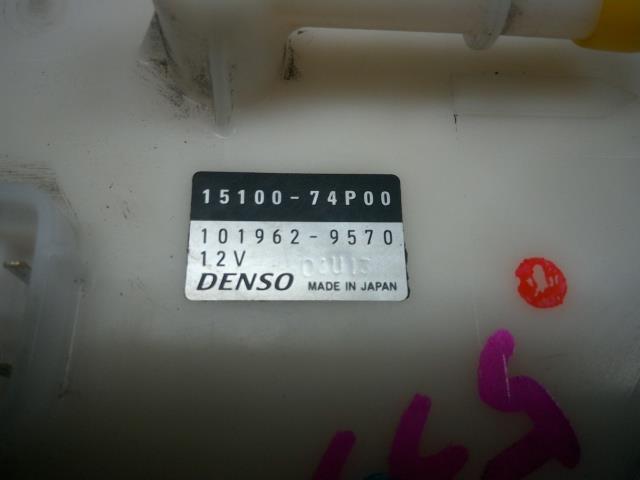 15100-74P00
101962-9570
12V
DENSO MADE IN JAPAN